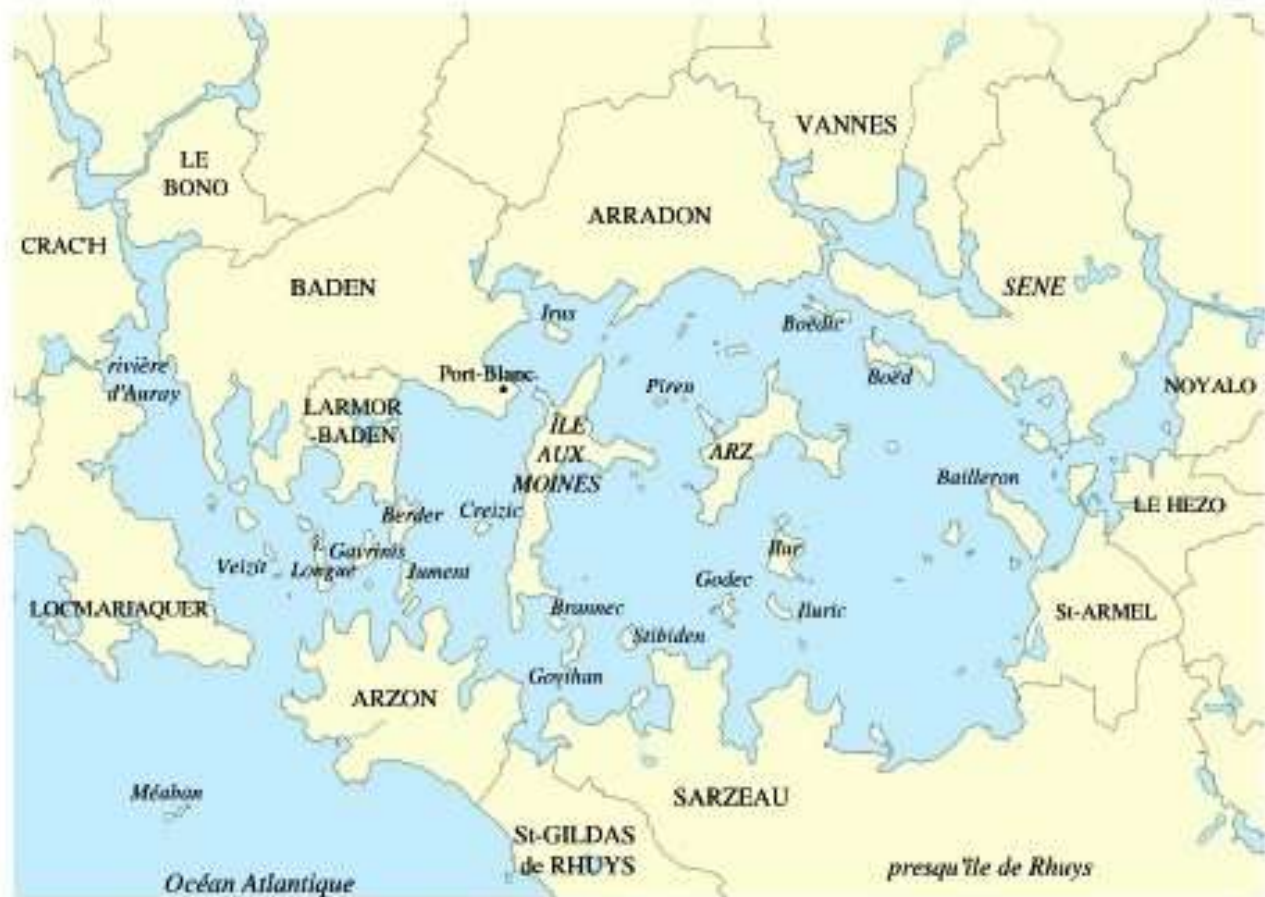 VANNES
LE
BONO
ARRADON
CRAC'H
BADEN
SENE
Irus
Boëdic
rivière
d'Auray
Port-Blanc
Piren
Boëd
NOYALO
LARMOR
-BADEN
ÎLE
AUX
MOINES
ARZ
Bailleron
LE HEZO
Berder
Creizic
Gavrinis
Ilur
Veizit
Longue
Jument
Godec
LOCMARIAQUER
Brannec
Iluric
St-ARMEL
Stibiden
Govihan
ARZON
Méaban
SARZEAU
St-GILDAS
de RHUYS
presqu'île de Rhuys
Océan Atlantique